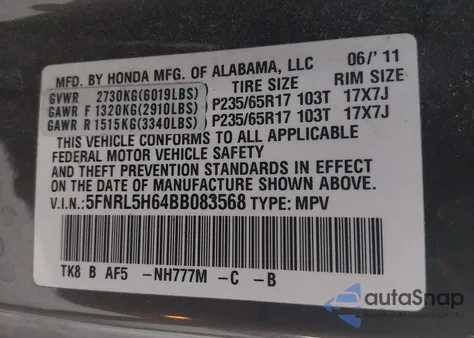 MFD. BY HONDA MFG. OF ALABAMA, LLC 06/'11
TIRE SIZE RIM SIZE
GVWR 2730KG(6019LBS)
GAWR F 1320KG(2910LBS) P235/65R17 103T 17X7J
GAWR R 1515KG(3340LBS) P235/65R17 103T 17X7J
THIS VEHICLE CONFORMS TO ALL APPLICABLE
FEDERAL MOTOR VEHICLE SAFETY
AND THEFT PREVENTION STANDARDS IN EFFECT
ON THE DATE OF MANUFACTURE SHOWN ABOVE.
V.I.N.: 5FNRL5H64BB083568 TYPE: MPV
TK8 B AF5 -NH777M -C -B
autaSnap